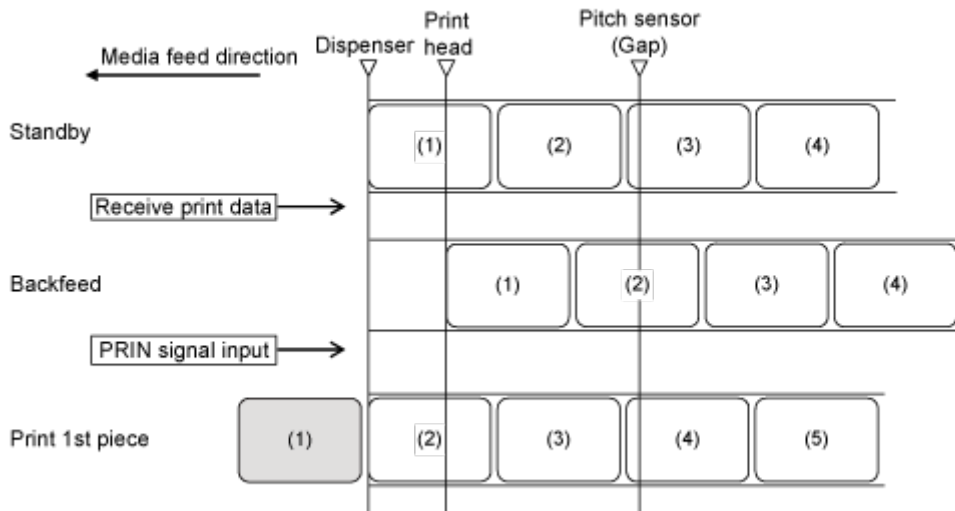 Media feed direction
Dispenser
Print
head
Pitch sensor
(Gap)
Standby
(1)
(2)
(3)
(4)
Receive print data
Backfeed
(1)
(2)
(3)
(4)
PRIN signal input
Print 1st piece
(1)
(2)
(3)
(4)
(5)